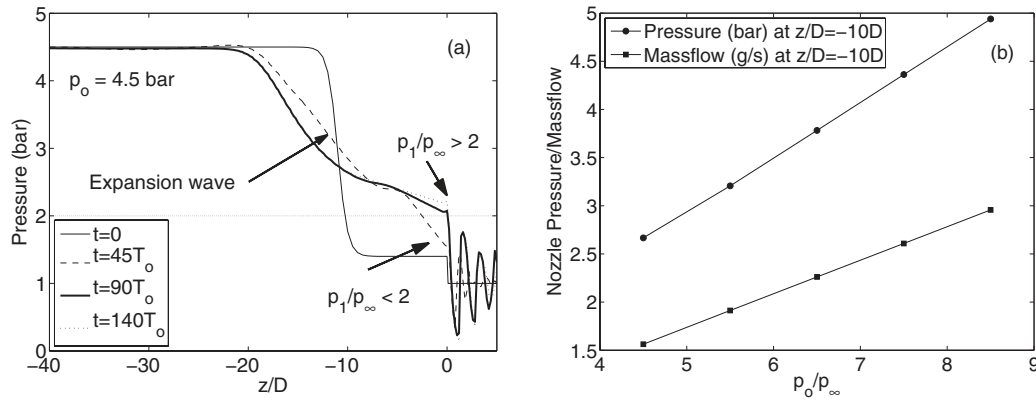 5
4
3
2
1
0
Pressure (bar)
(a)
p_o = 4.5 bar
p_1/p_∞ > 2
Expansion wave
p_1/p_∞ < 2
t=0
t=45T_o
t=90T_o
t=140T_o
−40 −30 −20 −10 0
z/D
5
4.5
4
3.5
3
2.5
2
1.5
Nozzle Pressure/Massflow
Pressure (bar) at z/D=−10D
Massflow (g/s) at z/D=−10D
(b)
4 5 6 7 8 9
p_o/p_∞